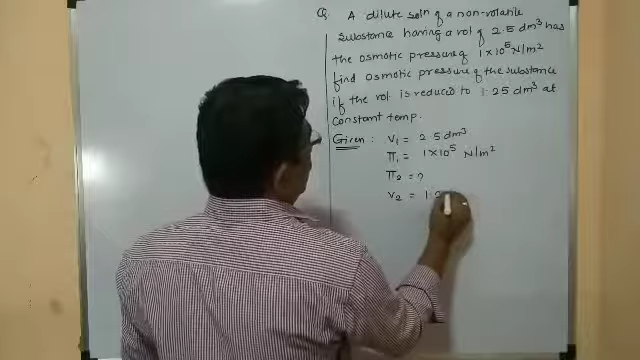 Q. A dilute soln of a non-volatile
substance having a vol of 2.5 dm³ has
the osmotic pressure of 1×10⁵ N/m²
find osmotic pressure of the substance
if the vol. is reduced to 1.25 dm³ at
constant temp.
Given : V₁ = 2.5 dm³
π₁ = 1×10⁵ N/m²
π₂ = ?
V₂ = 1.2